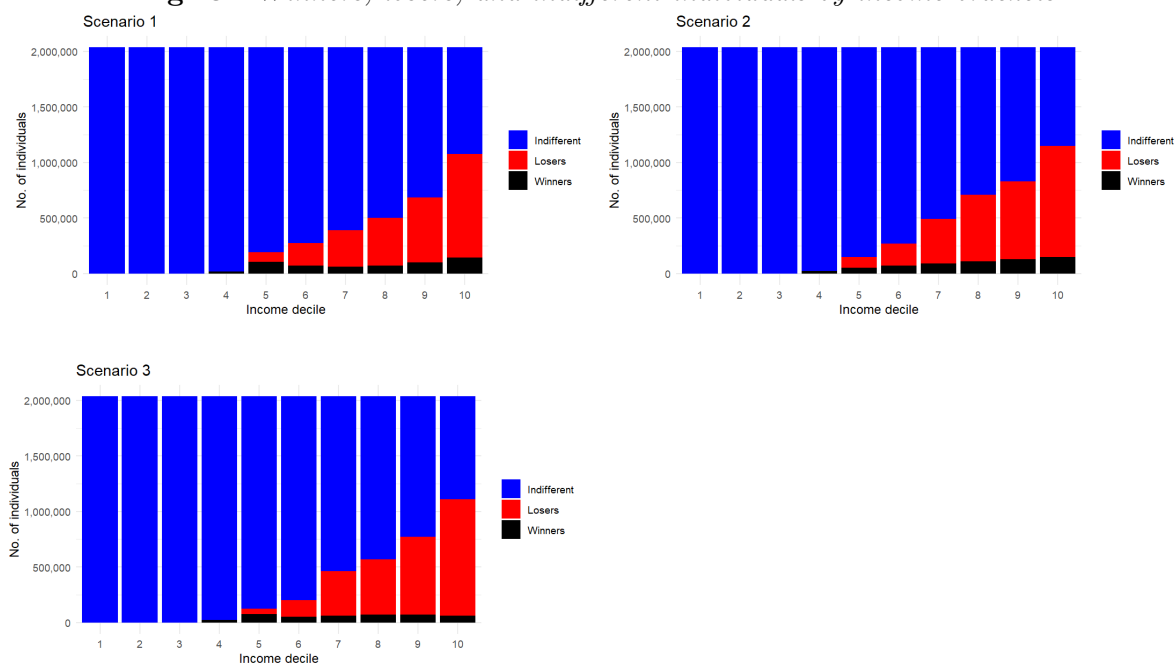 losers, and indifferent individuals
Scenario 1
No. of individuals
2,000,000
1,500,000
1,000,000
500,000
0
1 2 3 4 5 6 7 8 9 10
Income decile
Indifferent
Losers
Winners
Scenario 2
No. of individuals
2,000,000
1,500,000
1,000,000
500,000
0
1 2 3 4 5 6 7 8 9 10
Income decile
Indifferent
Losers
Winners
Scenario 3
No. of individuals
2,000,000
1,500,000
1,000,000
500,000
0
1 2 3 4 5 6 7 8 9 10
Income decile
Indifferent
Losers
Winners